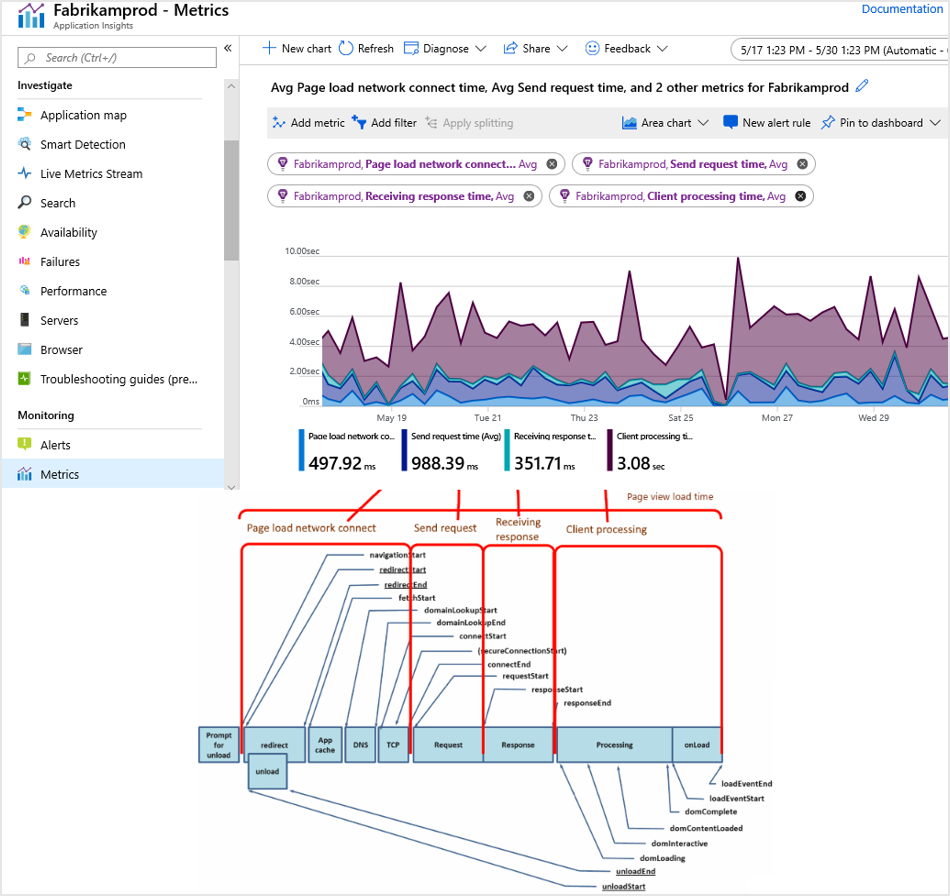 Fabrikamprod - Metrics
Application Insights
Documentation
Search (Ctrl+/)
«
New chart Refresh Diagnose Share Feedback
5/17 1:23 PM - 5/30 1:23 PM (Automatic -
Investigate
Application map
Smart Detection
Live Metrics Stream
Search
Availability
Failures
Performance
Servers
Browser
Troubleshooting guides (pre...
Monitoring
Alerts
Metrics
Avg Page load network connect time, Avg Send request time, and 2 other metrics for Fabrikamprod
Add metric Add filter Apply splitting Area chart New alert rule Pin to dashboard
Fabrikamprod, Page load network connect... Avg
Fabrikamprod, Send request time, Avg
Fabrikamprod, Receiving response time, Avg
Fabrikamprod, Client processing time, Avg
10.00sec
8.00sec
6.00sec
4.00sec
2.00sec
0ms
May 19 Tue 21 Thu 23 Sat 25 Mon 27 Wed 29
Page load network co...
497.92 ms
Send request time (Avg)
988.39 ms
Receiving response t...
351.71 ms
Client processing ti...
3.08 sec
Page view load time
Page load network connect
Send request
Receiving
response
Client processing
navigationStart
redirectStart
redirectEnd
fetchStart
domainLookupStart
domainLookupEnd
connectStart
(secureConnectionStart)
connectEnd
requestStart
responseStart
responseEnd
Prompt
for
unload
redirect
unload
App
cache
DNS
TCP
Request
Response
Processing
onLoad
loadEventEnd
loadEventStart
domComplete
domContentLoaded
domInteractive
domLoading
unloadEnd
unloadStart